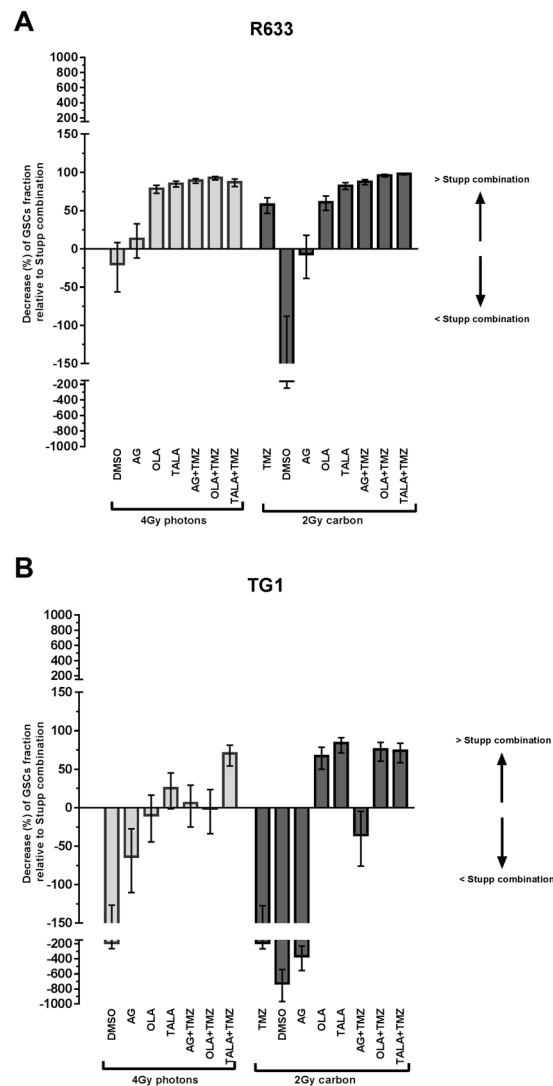 A
R633
1000
800
600
400
200
150
100
50
0
-50
-100
-150
-200
-400
-600
-800
-1000
Decrease (%) of GSCs fraction
relative to Stupp combination
> Stupp combination
< Stupp combination
DMSO
AG
OLA
TALA
AG+TMZ
OLA+TMZ
TALA+TMZ
TMZ
DMSO
AG
OLA
TALA
AG+TMZ
OLA+TMZ
TALA+TMZ
4Gy photons
2Gy carbon
B
TG1
1000
800
600
400
200
150
100
50
0
-50
-100
-150
-200
-400
-600
-800
-1000
Decrease (%) of GSCs fraction
relative to Stupp combination
> Stupp combination
< Stupp combination
DMSO
AG
OLA
TALA
AG+TMZ
OLA+TMZ
TALA+TMZ
TMZ
DMSO
AG
OLA
TALA
AG+TMZ
OLA+TMZ
TALA+TMZ
4Gy photons
2Gy carbon